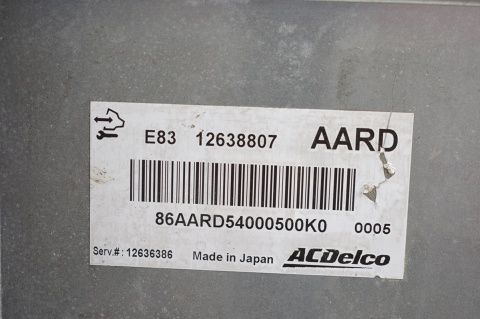 E83 12638807 AARD
86AARD54000500K0 0005
Serv.#: 12636386 Made in Japan ACDelco